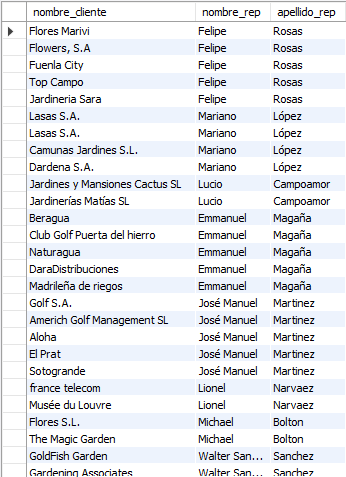 nombre_cliente nombre_rep apellido_rep
Flores Marivi Felipe Rosas
Flowers, S.A Felipe Rosas
Fuenla City Felipe Rosas
Top Campo Felipe Rosas
Jardineria Sara Felipe Rosas
Lasas S.A. Mariano López
Lasas S.A. Mariano López
Camunas Jardines S.L. Mariano López
Dardena S.A. Mariano López
Jardines y Mansiones Cactus SL Lucio Campoamor
Jardinerías Matías SL Lucio Campoamor
Beragua Emmanuel Magaña
Club Golf Puerta del hierro Emmanuel Magaña
Naturagua Emmanuel Magaña
DaraDistribuciones Emmanuel Magaña
Madrileña de riegos Emmanuel Magaña
Golf S.A. José Manuel Martinez
Americh Golf Management SL José Manuel Martinez
Aloha José Manuel Martinez
El Prat José Manuel Martinez
Sotogrande José Manuel Martinez
france telecom Lionel Narvaez
Musée du Louvre Lionel Narvaez
Flores S.L. Michael Bolton
The Magic Garden Michael Bolton
GoldFish Garden Walter San... Sanchez
Gardening Associates Walter San... Sanchez